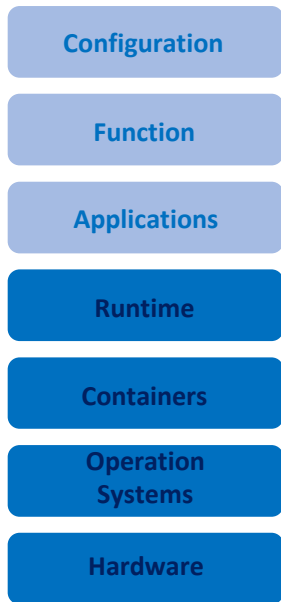 Configuration
Function
Applications
Runtime
Containers
Operation
Systems
Hardware